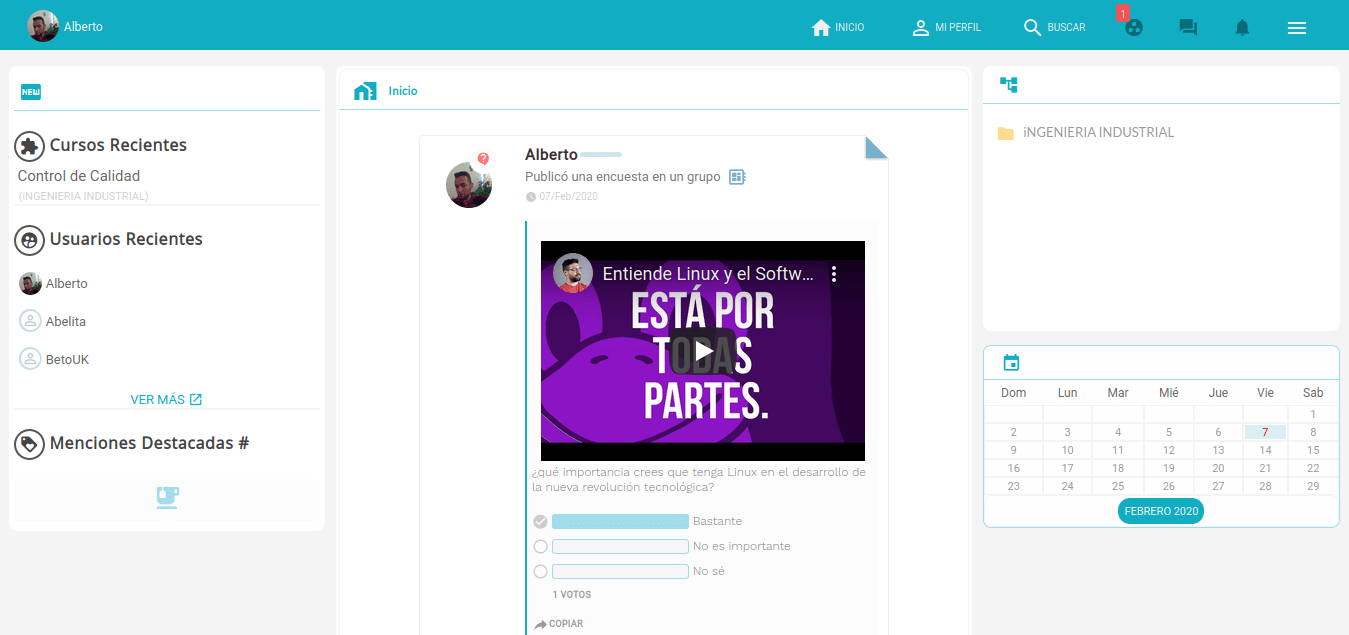 Alberto
INICIO
MI PERFIL
BUSCAR
1
NEW
Cursos Recientes
Control de Calidad
(INGENIERIA INDUSTRIAL)
Usuarios Recientes
Alberto
Abelita
BetoUK
VER MÁS
Menciones Destacadas #
Inicio
?
Alberto
Publicó una encuesta en un grupo
07/Feb/2020
Entiende Linux y el Softw...
ESTÁ POR
TODAS
PARTES.
¿qué importancia crees que tenga Linux en el desarrollo de
la nueva revolución tecnológica?
Bastante
No es importante
No sé
1 VOTOS
COPIAR
iNGENIERIA INDUSTRIAL
Dom Lun Mar Mié Jue Vie Sab
1
2 3 4 5 6 7 8
9 10 11 12 13 14 15
16 17 18 19 20 21 22
23 24 25 26 27 28 29
FEBRERO 2020